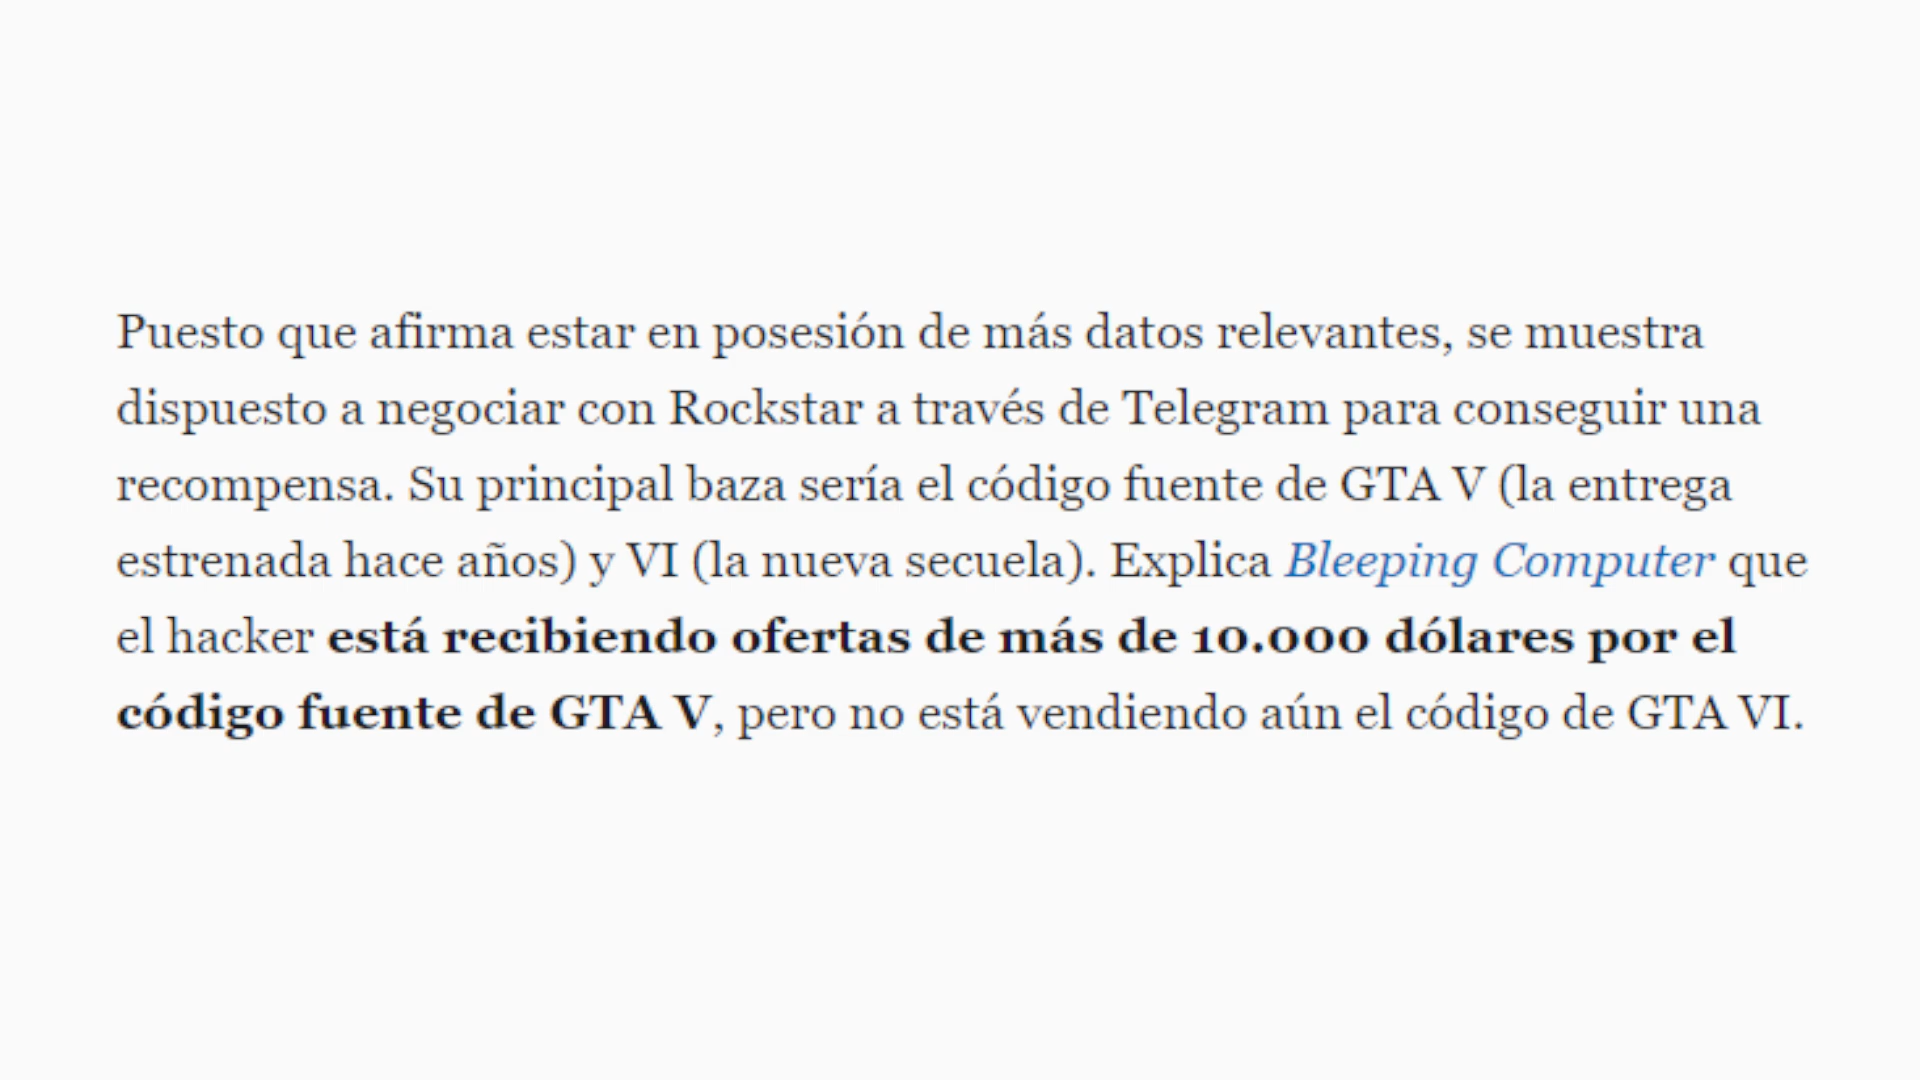 Puesto que afirma estar en posesión de más datos relevantes, se muestra
dispuesto a negociar con Rockstar a través de Telegram para conseguir una
recompensa. Su principal baza sería el código fuente de GTA V (la entrega
estrenada hace años) y VI (la nueva secuela). Explica Bleeping Computer que
el hacker está recibiendo ofertas de más de 10.000 dólares por el
código fuente de GTA V, pero no está vendiendo aún el código de GTA VI.